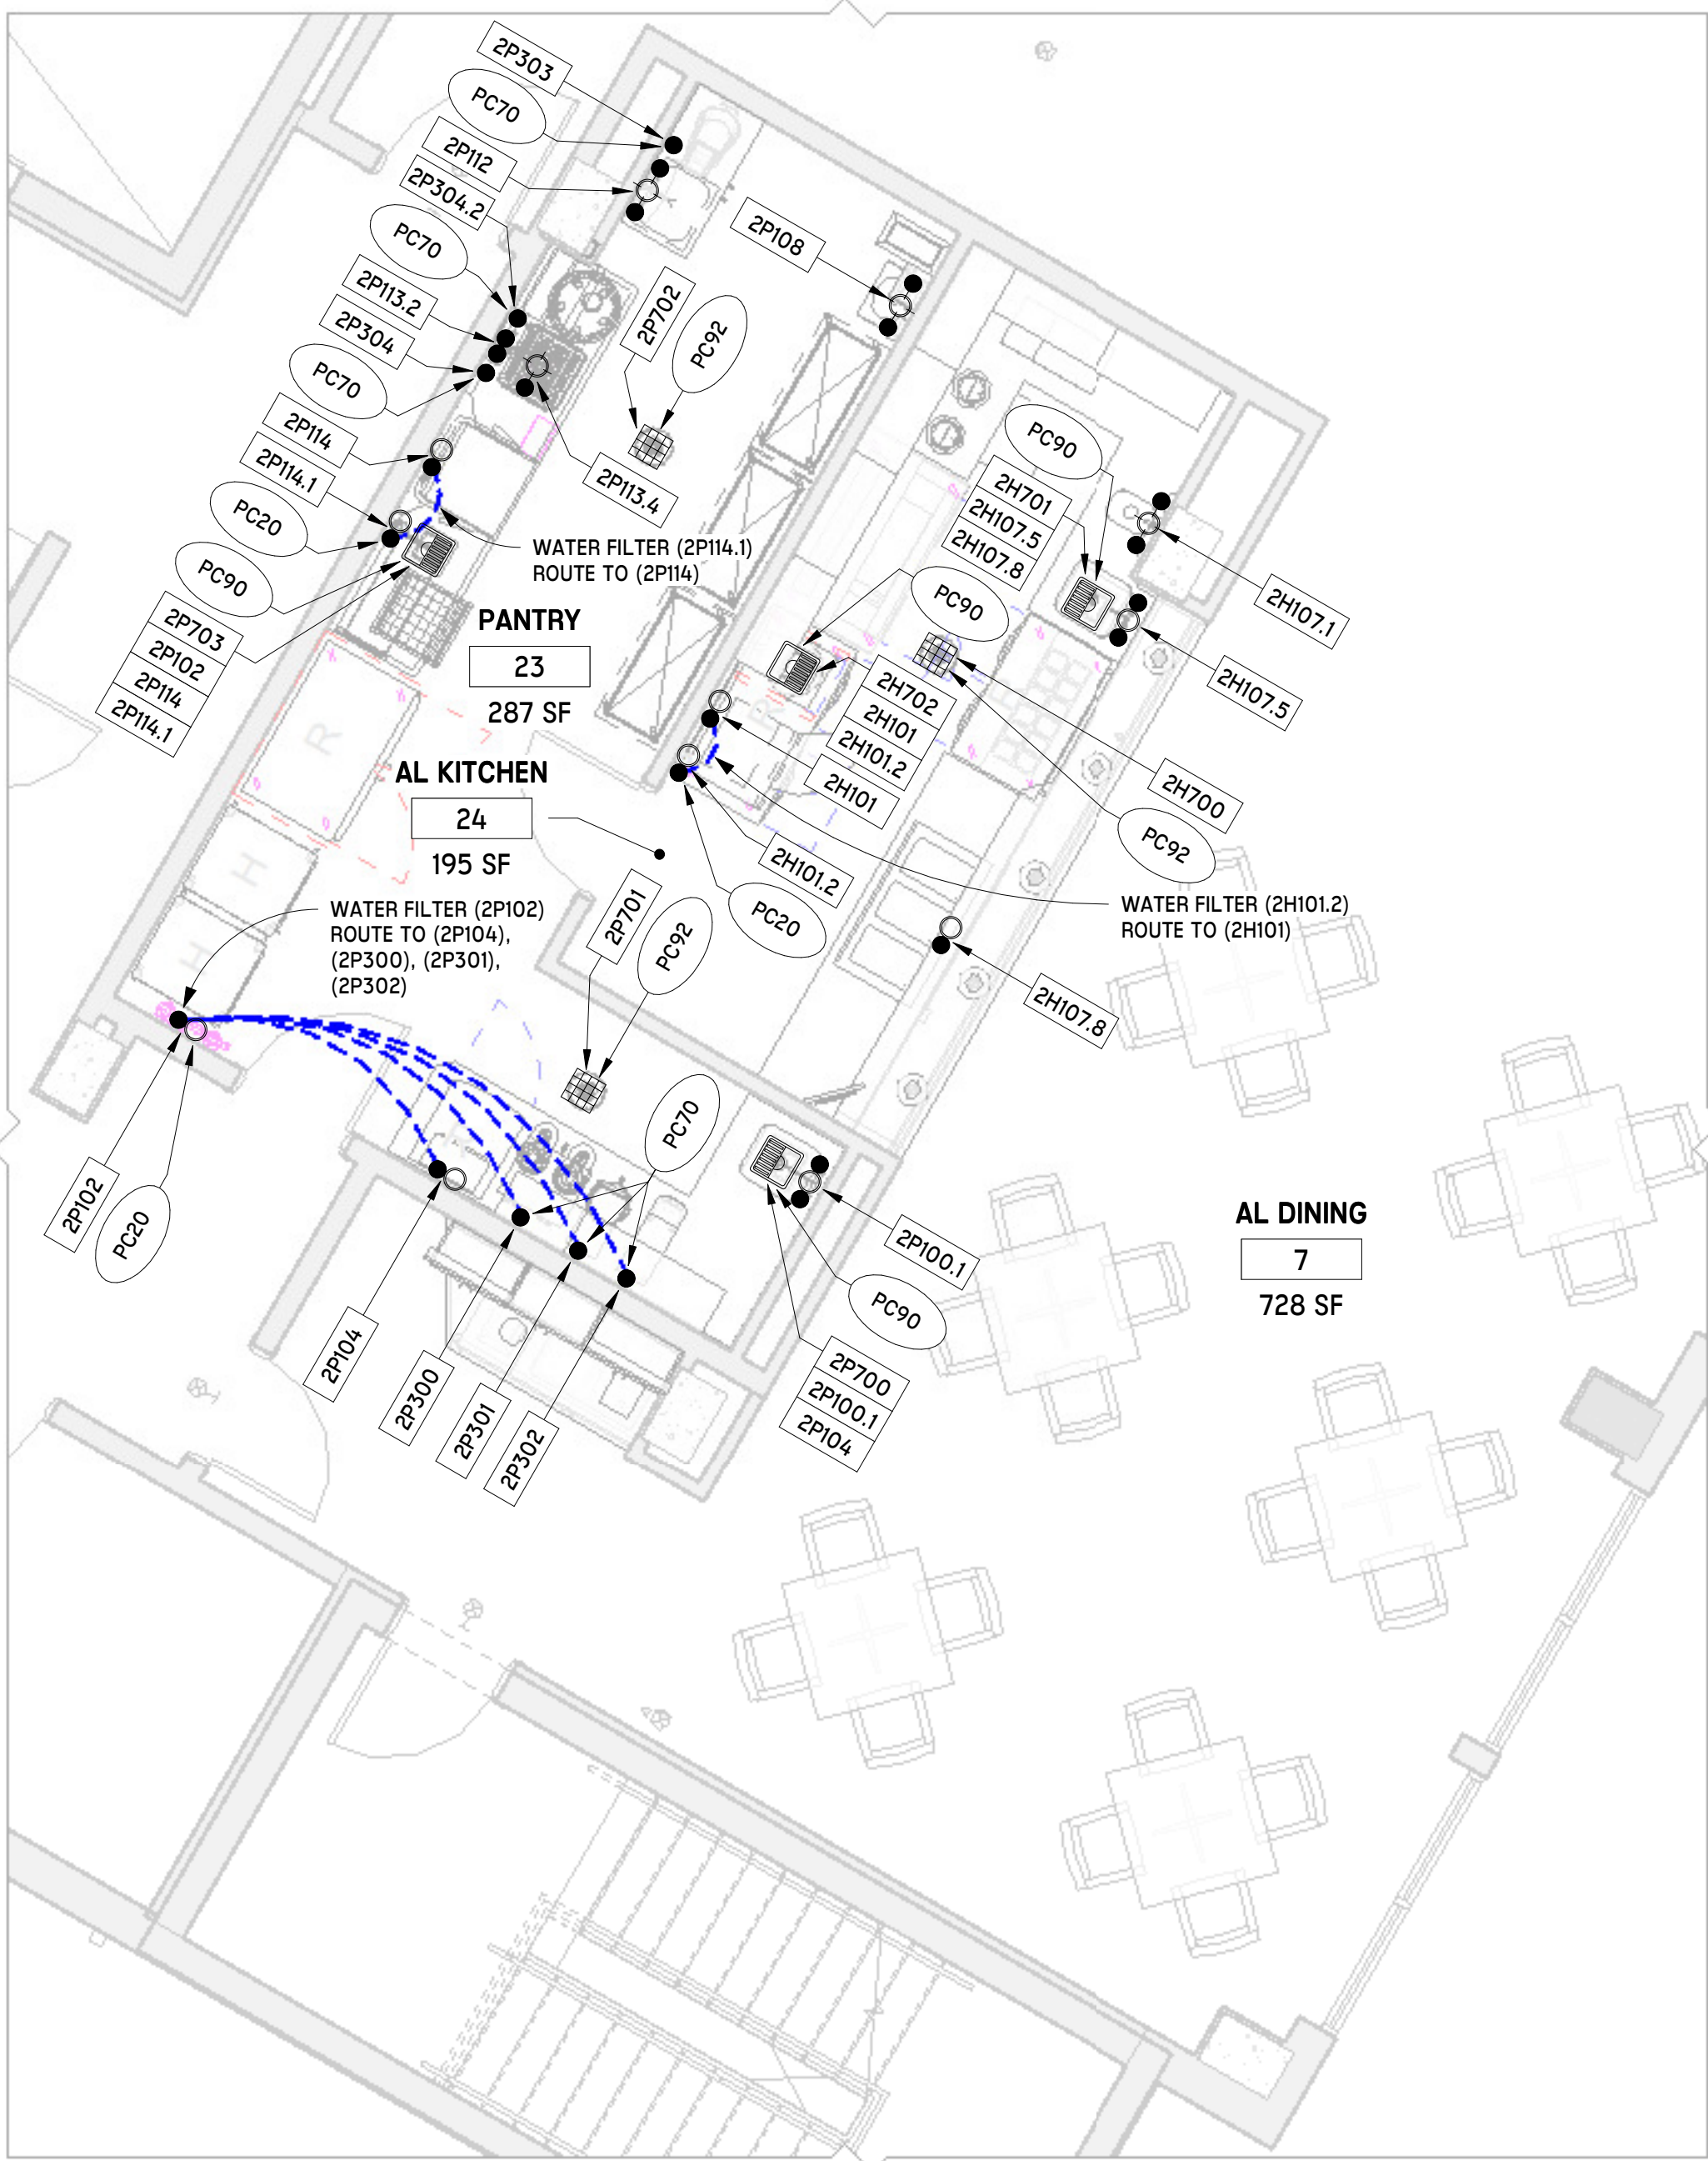 2P303
PC70
2P112
2P304.2
PC70
2P108
2P113.2
2P304
PC70
2P702
PC92
2P114
2P114.1
PC20
PC90
2P113.4
WATER FILTER (2P114.1)
ROUTE TO (2P114)
PC90
2H701
2H107.5
2H107.8
PC90
2H107.1
2H107.5
2P703
2P102
2P114
2P114.1
PANTRY
23
287 SF
R
R
2H702
2H101
2H101.2
2H101
2H700
PC92
AL KITCHEN
24
195 SF
2H101.2
PC20
WATER FILTER (2H101.2)
ROUTE TO (2H101)
H
H
WATER FILTER (2P102)
ROUTE TO (2P104),
(2P300), (2P301),
(2P302)
2P701
PC92
2H107.8
PC70
2P102
PC20
2P100.1
PC90
AL DINING
7
728 SF
2P104
2P300
2P301
2P302
2P700
2P100.1
2P104